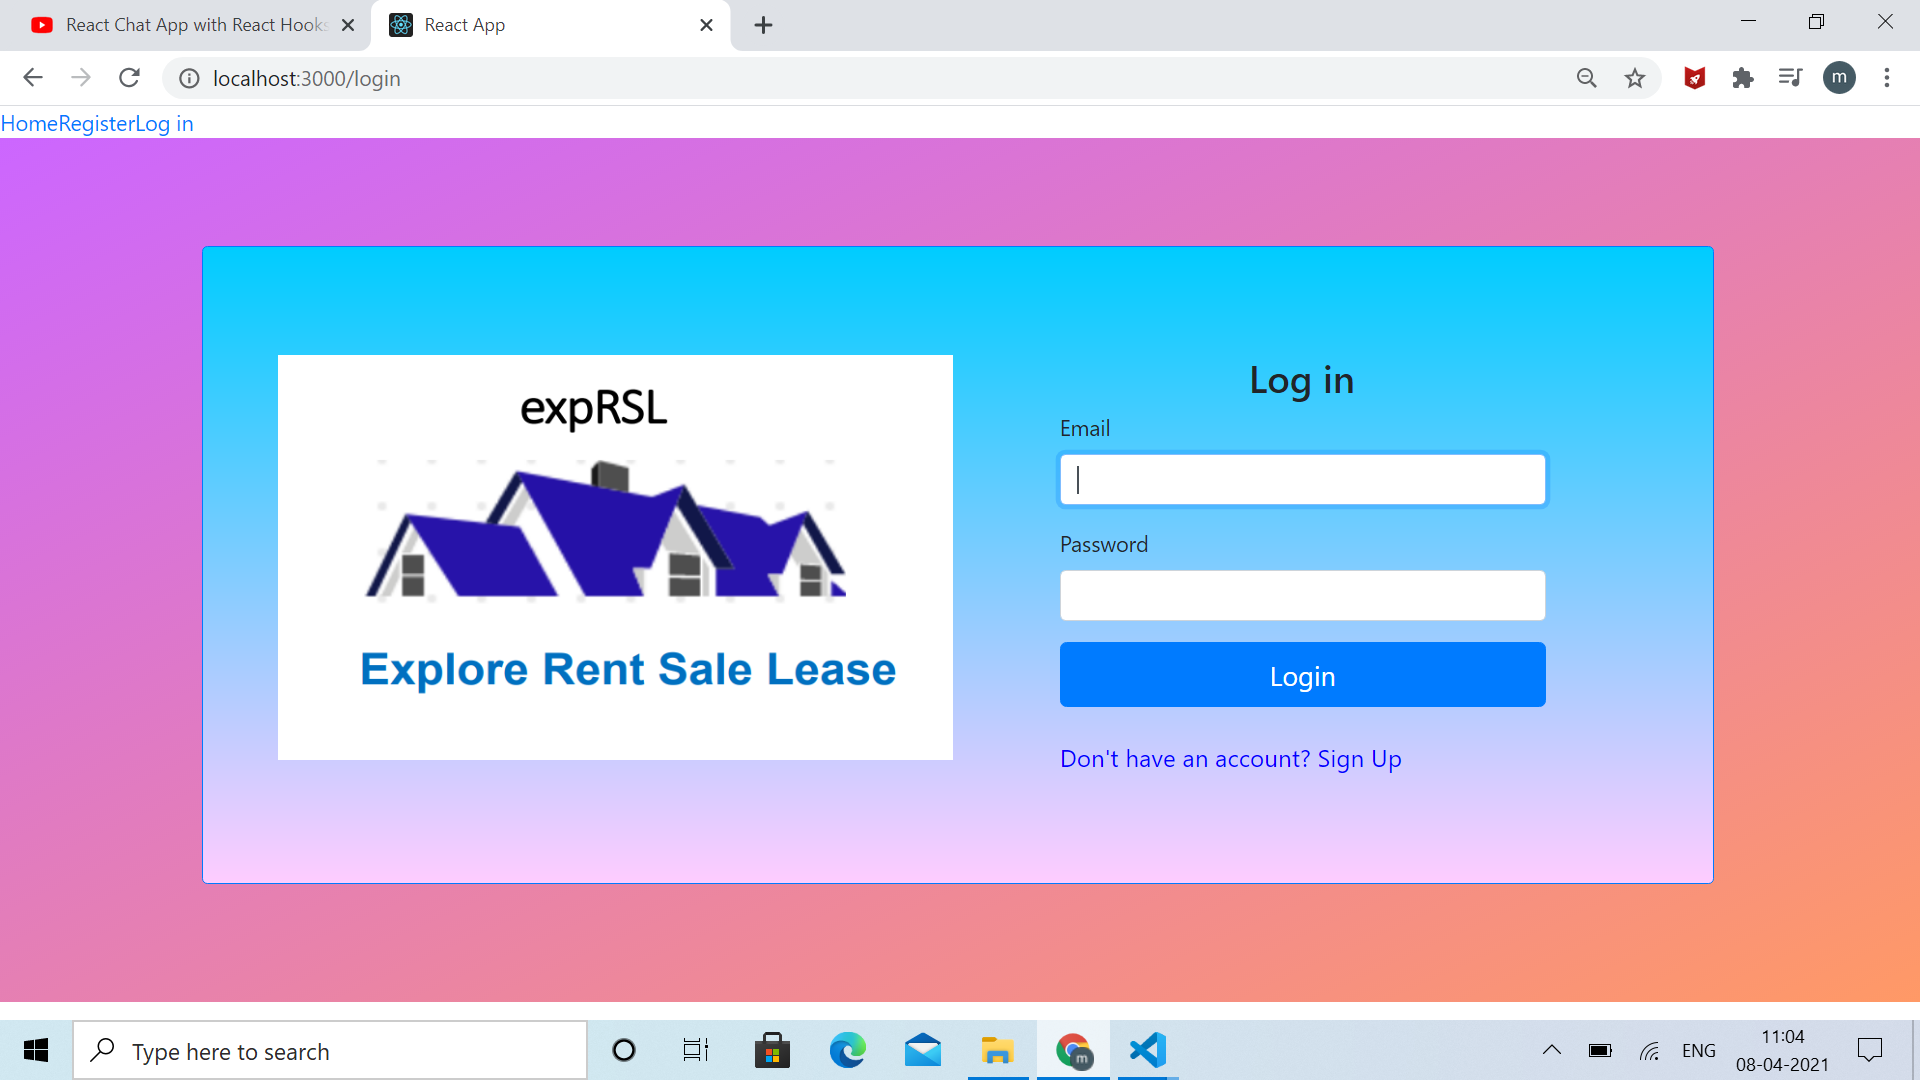 React Chat App with React Hooks
React App
localhost:3000/login
m
HomeRegisterLog in
expRSL
Explore Rent Sale Lease
Log in
Email
Password
Login
Don't have an account? Sign Up
Type here to search
m
ENG
11:04
08-04-2021